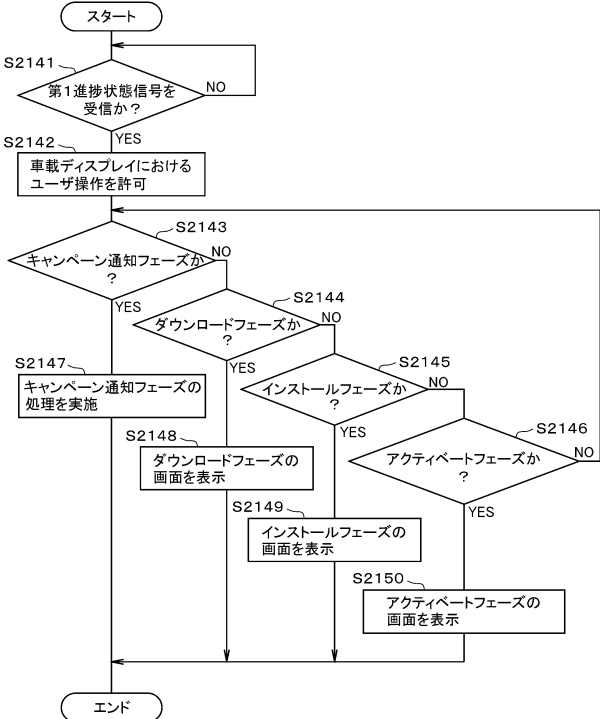 スタート
S2141
第1進捗状態信号を
受信か？
NO
YES
S2142
車載ディスプレイにおける
ユーザ操作を許可
S2143
キャンペーン通知フェーズか
？
NO
YES
S2144
ダウンロードフェーズか
？
NO
YES
S2145
インストールフェーズか
？
NO
YES
S2146
アクティベートフェーズか
？
NO
YES
S2147
キャンペーン通知フェーズの
処理を実施
S2148
ダウンロードフェーズの
画面を表示
S2149
インストールフェーズの
画面を表示
S2150
アクティベートフェーズの
画面を表示
エンド